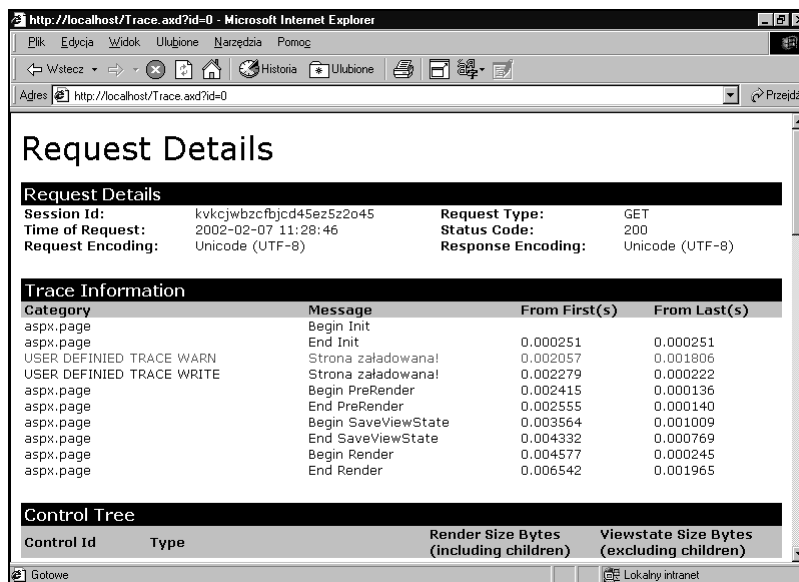 http://localhost/Trace.axd?id=0 - Microsoft Internet Explorer
Plik Edycja Widok Ulubione Narzędzia Pomoc
Wstecz Historia Ulubione
Adres http://localhost/Trace.axd?id=0 Przejdź
Request Details
Request Details
Session Id: kvkcjwbzcfbjcd45ez5z2o45 Request Type: GET
Time of Request: 2002-02-07 11:28:46 Status Code: 200
Request Encoding: Unicode (UTF-8) Response Encoding: Unicode (UTF-8)
Trace Information
Category Message From First(s) From Last(s)
aspx.page Begin Init
aspx.page End Init 0.000251 0.000251
USER DEFINIED TRACE WARN Strona załadowana! 0.002057 0.001806
USER DEFINIED TRACE WRITE Strona załadowana! 0.002279 0.000222
aspx.page Begin PreRender 0.002415 0.000136
aspx.page End PreRender 0.002555 0.000140
aspx.page Begin SaveViewState 0.003564 0.001009
aspx.page End SaveViewState 0.004332 0.000769
aspx.page Begin Render 0.004577 0.000245
aspx.page End Render 0.006542 0.001965
Control Tree
Control Id Type Render Size Bytes (including children) Viewstate Size Bytes (excluding children)
Gotowe Lokalny intranet